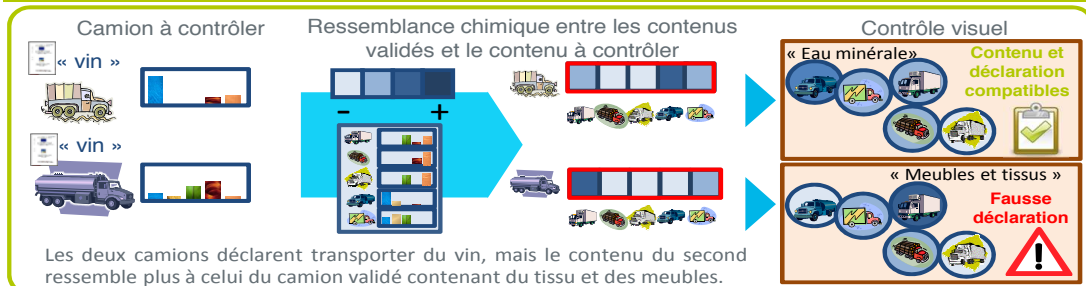 Camion à contrôler
Ressemblance chimique entre les contenus
validés et le contenu à contrôler
Contrôle visuel
« vin »
« vin »
- +
« Eau minérale»
Contenu et
déclaration
compatibles
« Meubles et tissus »
Fausse
déclaration
Les deux camions déclarent transporter du vin, mais le contenu du second
ressemble plus à celui du camion validé contenant du tissu et des meubles.